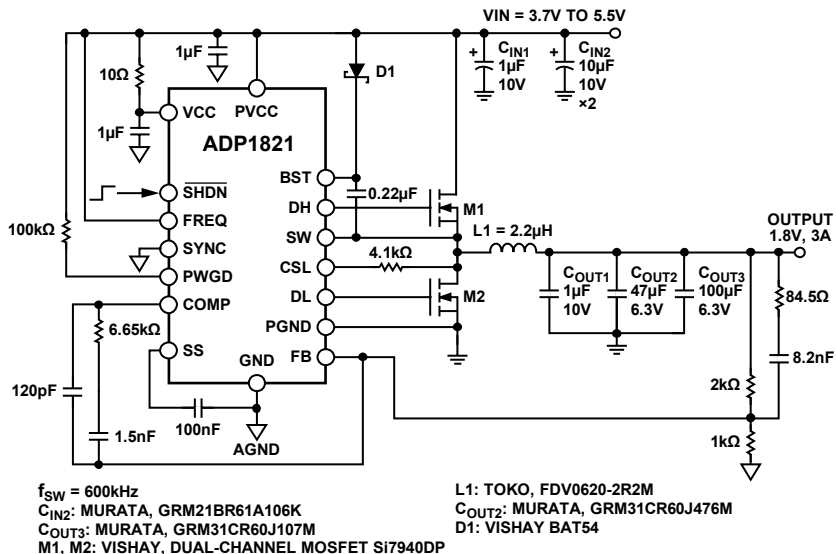 VIN = 3.7V TO 5.5V
1µF
10Ω
PVCC
D1
+
CIN1
1µF
10V
+
CIN2
10µF
10V
×2
VCC
1µF
ADP1821
BST
SHDN
0.22µF
DH
M1
FREQ
100kΩ
SW
L1 = 2.2µH
OUTPUT
1.8V, 3A
SYNC
4.1kΩ
CSL
PWGD
COUT1
1µF
10V
COUT2
47µF
6.3V
COUT3
100µF
6.3V
84.5Ω
COMP
DL
M2
6.65kΩ
PGND
SS
GND
FB
8.2nF
120pF
2kΩ
100nF
1.5nF
AGND
1kΩ
fSW = 600kHz
CIN2: MURATA, GRM21BR61A106K
COUT3: MURATA, GRM31CR60J107M
M1, M2: VISHAY, DUAL-CHANNEL MOSFET Si7940DP
L1: TOKO, FDV0620-2R2M
COUT2: MURATA, GRM31CR60J476M
D1: VISHAY BAT54